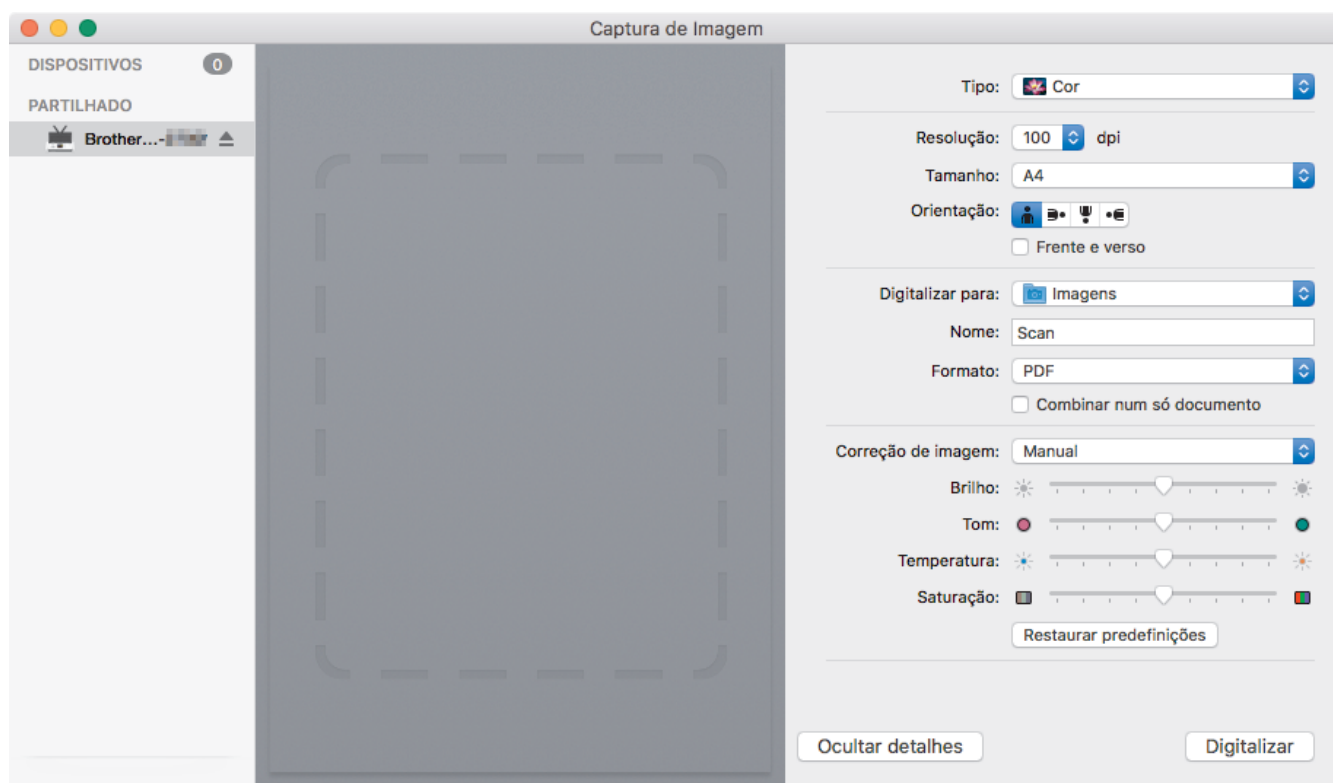 Captura de Imagem
DISPOSITIVOS 0
PARTILHADO
Brother...-
Tipo: Cor
Resolução: 100 dpi
Tamanho: A4
Orientação:
Frente e verso
Digitalizar para: Imagens
Nome: Scan
Formato: PDF
Combinar num só documento
Correção de imagem: Manual
Brilho:
Tom:
Temperatura:
Saturação:
Restaurar predefinições
Ocultar detalhes
Digitalizar